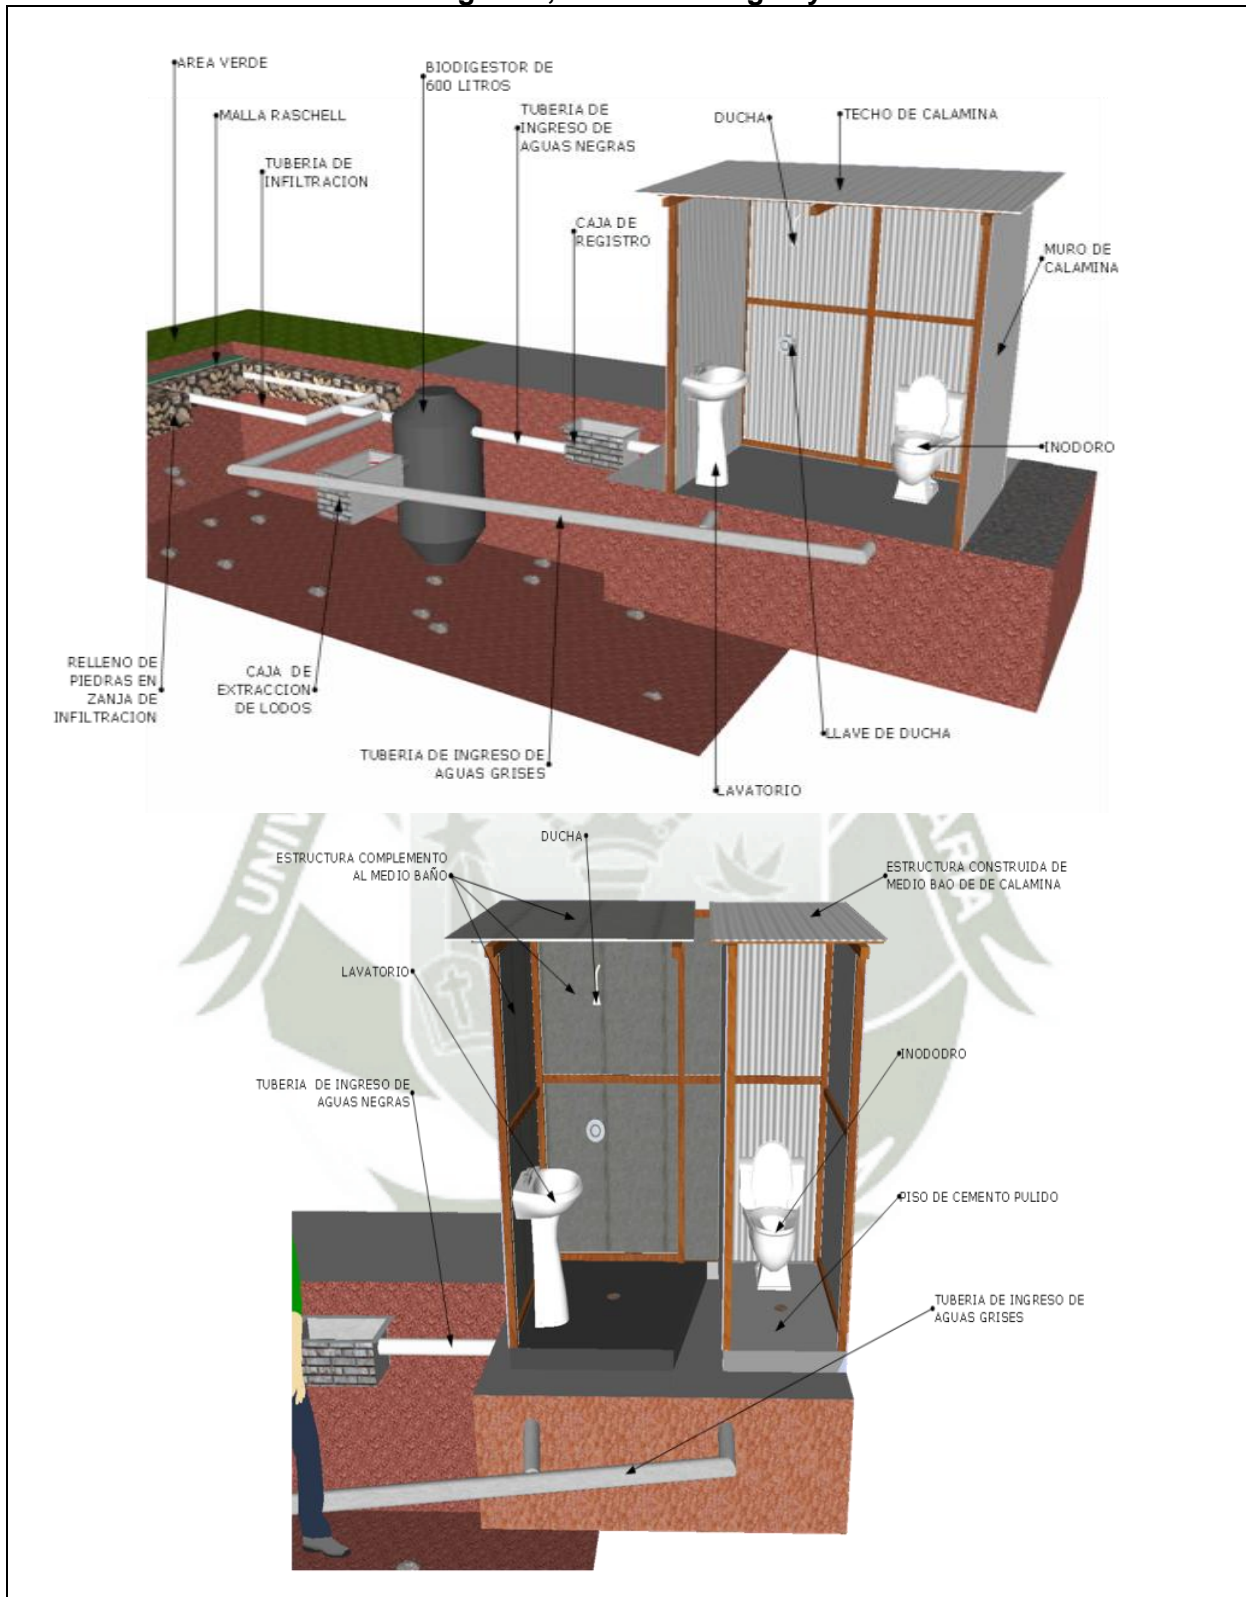 AREA VERDE
BIODIGESTOR DE
600 LITROS
MALLA RASCHELL
TUBERIA DE
INGRESO DE
AGUAS NEGRAS
DUCHA
TECHO DE CALAMINA
TUBERIA DE
INFILTRACION
CAJA DE
REGISTRO
MURO DE
CALAMINA
INODORO
RELLENO DE
PIEDRAS EN
ZANJA DE
INFILTRACION
CAJA DE
EXTRACCION
DE LODOS
TUBERIA DE INGRESO DE
AGUAS GRISES
LLAVE DE DUCHA
LAVATORIO
DUCHA
ESTRUCTURA COMPLEMENTO
AL MEDIO BAÑO
ESTRUCTURA CONSTRUIDA DE
MEDIO BAO DE DE CALAMINA
LAVATORIO
INODODRO
TUBERIA DE INGRESO DE
AGUAS NEGRAS
PISO DE CEMENTO PULIDO
TUBERIA DE INGRESO DE
AGUAS GRISES